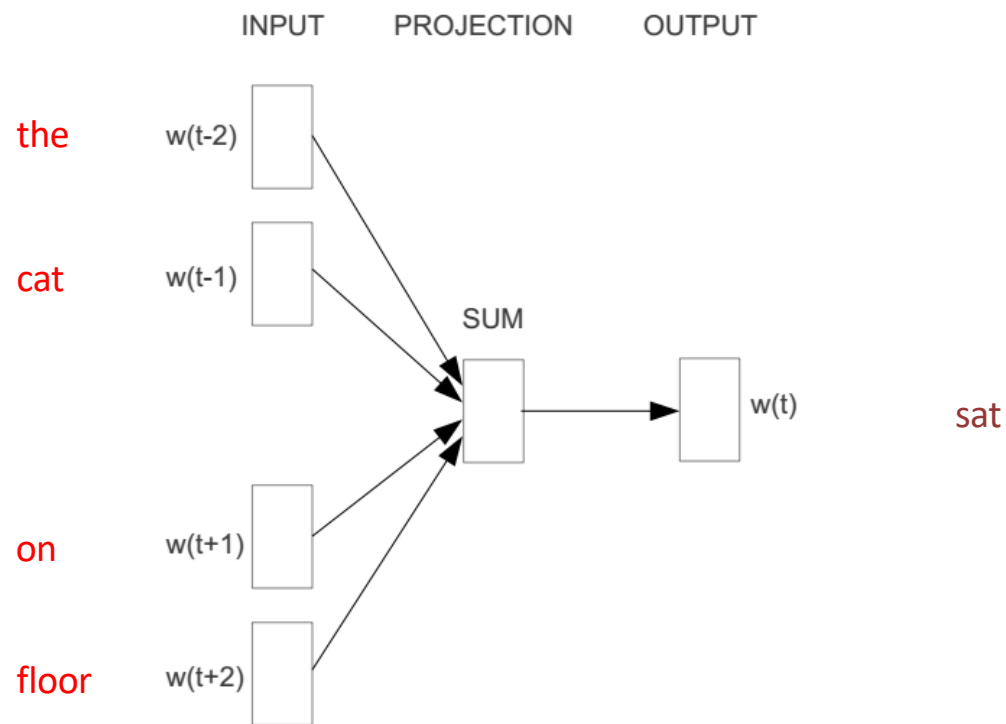 INPUT PROJECTION OUTPUT
the w(t-2)
cat w(t-1)
SUM
w(t) sat
on w(t+1)
floor w(t+2)